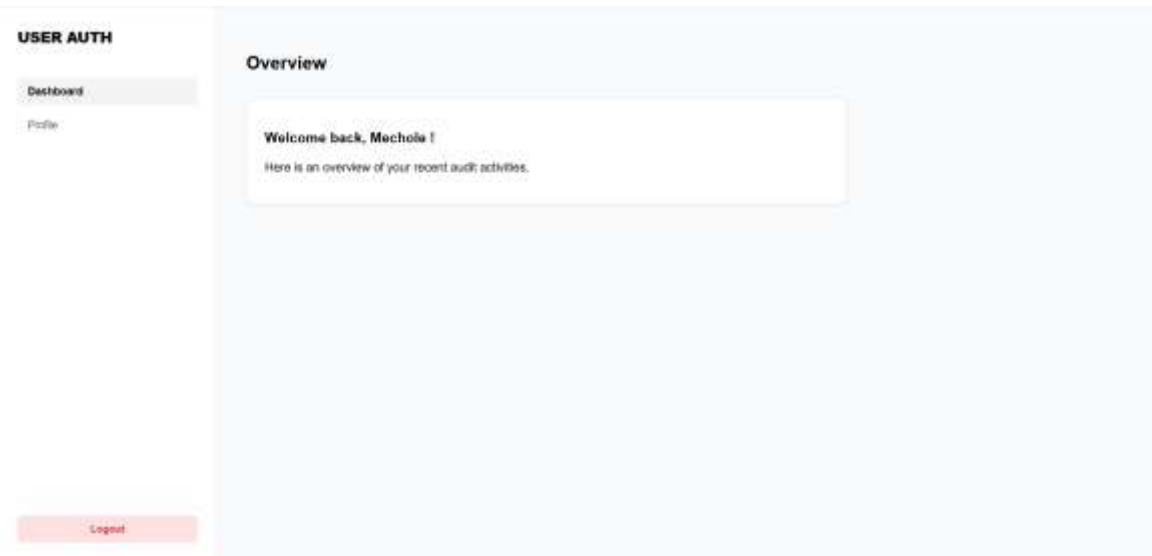 USER AUTH
Dashboard
Profile
Overview
Welcome back, Mechole !
Here is an overview of your recent audit activities.
Logout